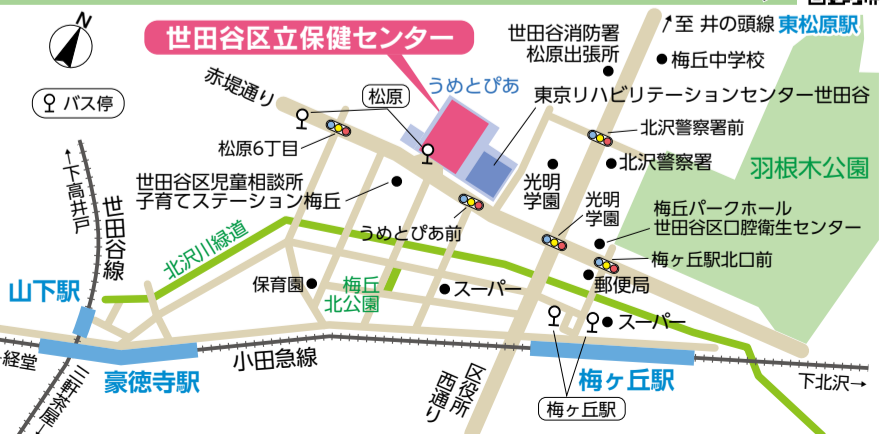 N
バス停
世田谷区立保健センター
世田谷消防署
松原出張所
至 井の頭線 東松原駅
梅丘中学校
赤堤通り
松原
うめとぴあ
東京リハビリテーションセンター世田谷
北沢警察署前
松原6丁目
北沢警察署
羽根木公園
←下高井戸
世田谷線
世田谷区児童相談所
子育てステーション梅丘
光明
学園
光明
学園
梅丘パークホール
世田谷区口腔衛生センター
北沢川緑道
うめとぴあ前
梅ヶ丘駅北口前
山下駅
保育園
梅丘
北公園
スーパー
郵便局
スーパー
←経堂
小田急線
豪徳寺駅
三軒茶屋→
区役所
西通り
梅ヶ丘駅
梅ヶ丘駅
下北沢→